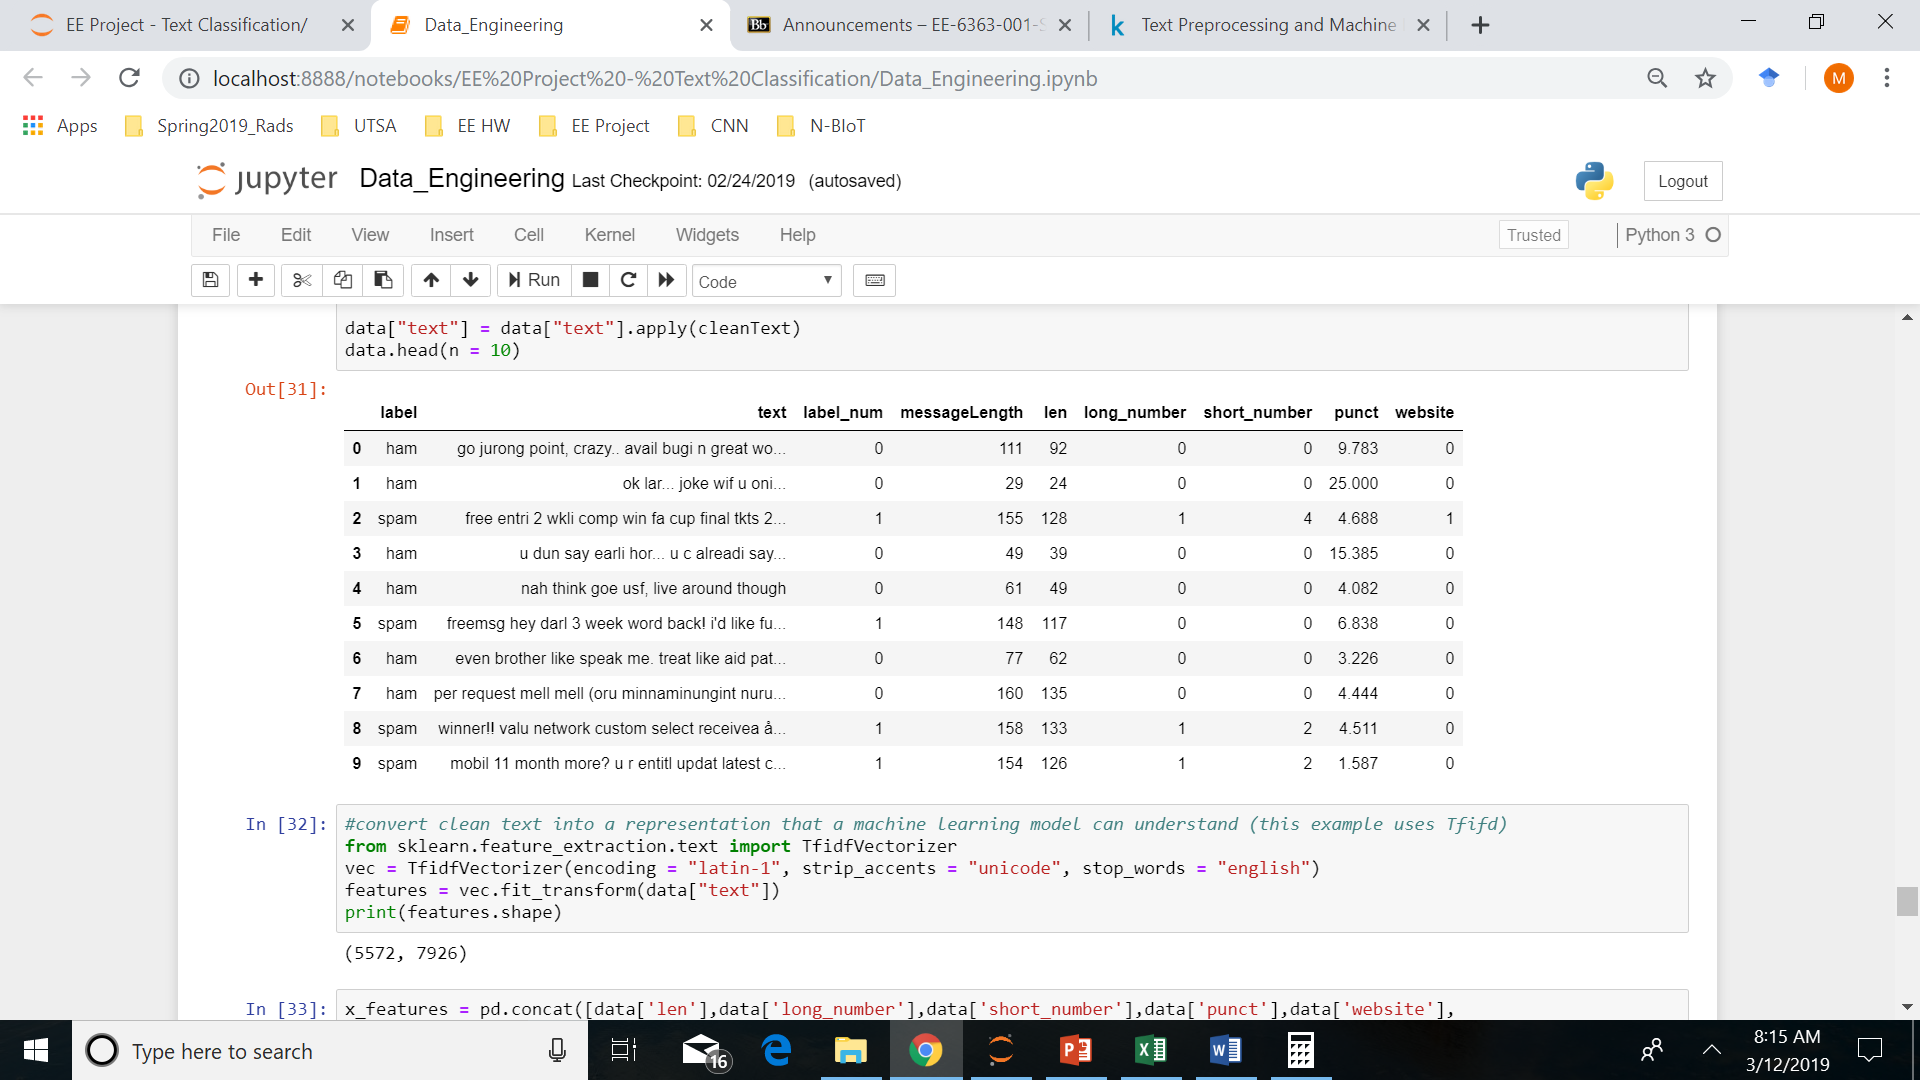 EE Project - Text Classification/
Data_Engineering
Bb Announcements – EE-6363-001-S
k Text Preprocessing and Machine
localhost:8888/notebooks/EE%20Project%20-%20Text%20Classification/Data_Engineering.ipynb
M
Apps Spring2019_Rads UTSA EE HW EE Project CNN N-BIoT
jupyter Data_Engineering Last Checkpoint: 02/24/2019 (autosaved)
Logout
File Edit View Insert Cell Kernel Widgets Help
Trusted Python 3
Run Code
data["text"] = data["text"].apply(cleanText)
data.head(n = 10)
Out[31]:
label text label_num messageLength len long_number short_number punct website
0 ham go jurong point, crazy.. avail bugi n great wo... 0 111 92 0 0 9.783 0
1 ham ok lar... joke wif u oni... 0 29 24 0 0 25.000 0
2 spam free entri 2 wkli comp win fa cup final tkts 2... 1 155 128 1 4 4.688 1
3 ham u dun say earli hor... u c alreadi say... 0 49 39 0 0 15.385 0
4 ham nah think goe usf, live around though 0 61 49 0 0 4.082 0
5 spam freemsg hey darl 3 week word back! i'd like fu... 1 148 117 0 0 6.838 0
6 ham even brother like speak me. treat like aid pat... 0 77 62 0 0 3.226 0
7 ham per request mell mell (oru minnaminungint nuru... 0 160 135 0 0 4.444 0
8 spam winner!! valu network custom select receivea å... 1 158 133 1 2 4.511 0
9 spam mobil 11 month more? u r entitl updat latest c... 1 154 126 1 2 1.587 0
In [32]: #convert clean text into a representation that a machine learning model can understand (this example uses Tfifd)
from sklearn.feature_extraction.text import TfidfVectorizer
vec = TfidfVectorizer(encoding = "latin-1", strip_accents = "unicode", stop_words = "english")
features = vec.fit_transform(data["text"])
print(features.shape)
(5572, 7926)
In [33]: x_features = pd.concat([data['len'],data['long_number'],data['short_number'],data['punct'],data['website'],
Type here to search
16
8:15 AM
3/12/2019